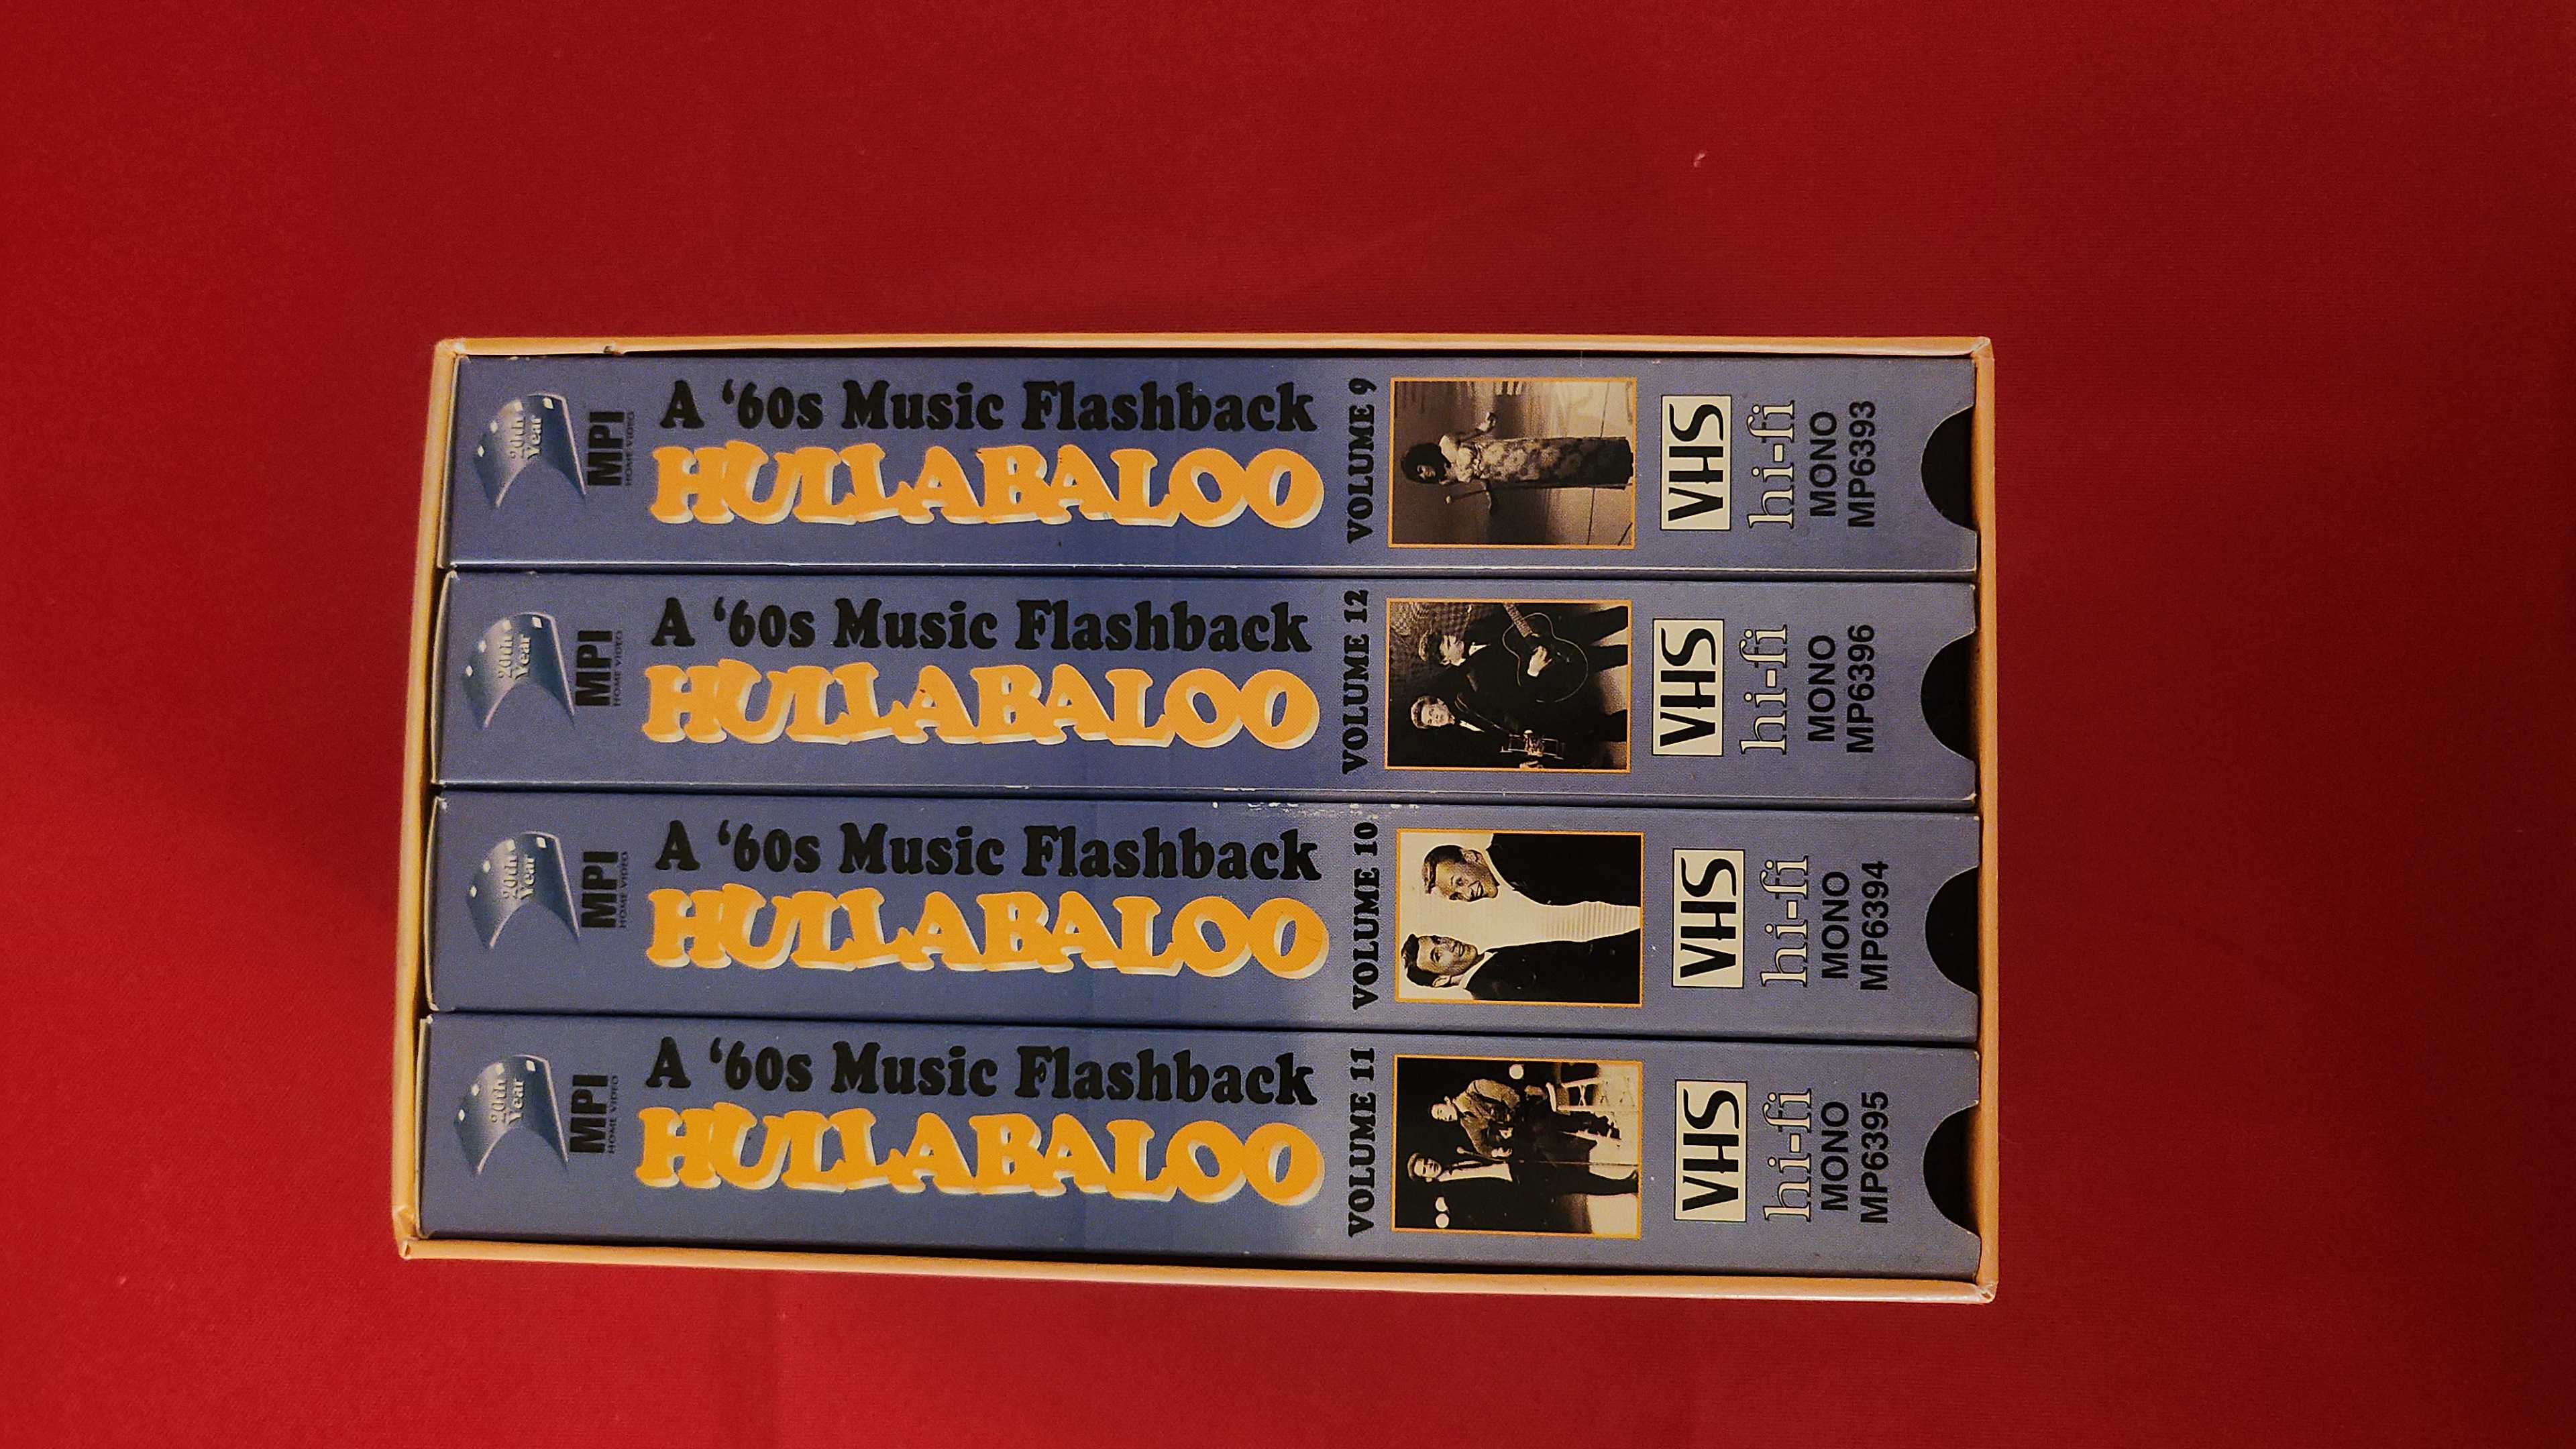 20th
Year
MPI
HOME VIDEO
A ‘60s Music Flashback
HULLABALOO
VOLUME 9
VHS
hi-fi
MONO
MP6393
20th
Year
MPI
HOME VIDEO
A ‘60s Music Flashback
HULLABALOO
VOLUME 12
VHS
hi-fi
MONO
MP6396
20th
Year
MPI
HOME VIDEO
A ‘60s Music Flashback
HULLABALOO
VOLUME 10
VHS
hi-fi
MONO
MP6394
20th
Year
MPI
HOME VIDEO
A ‘60s Music Flashback
HULLABALOO
VOLUME 11
VHS
hi-fi
MONO
MP6395